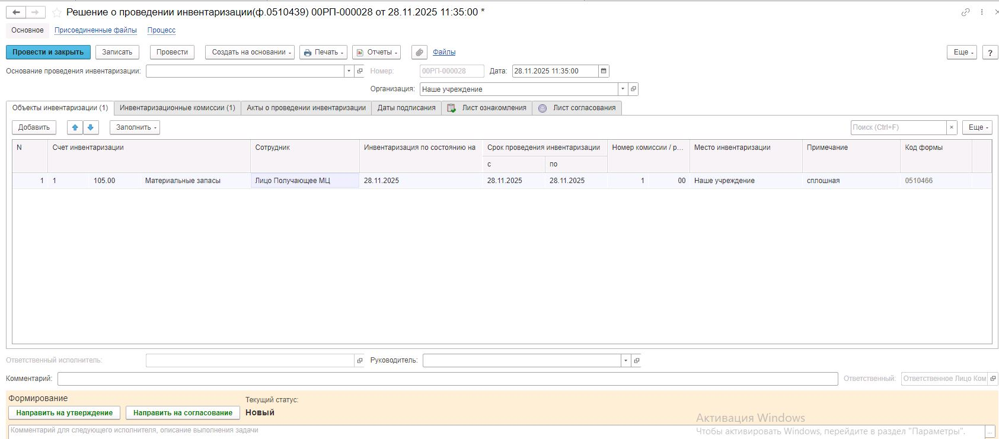 Решение о проведении инвентаризации(ф.0510439) 00РП-000028 от 28.11.2025 11:35:00 *
Основное Присоединенные файлы Процесс
Провести и закрыть Записать Провести Создать на основании Печать Отчеты Файлы Еще ?
Основание проведения инвентаризации: Номер: 00РП-000028 Дата: 28.11.2025 11:35:00
Организация: Наше учреждение
Объекты инвентаризации (1) Инвентаризационные комиссии (1) Акты о проведении инвентаризации Даты подписания Лист ознакомления Лист согласования
Добавить Заполнить Поиск (Ctrl+F) × Еще
N Счет инвентаризации Сотрудник Инвентаризация по состоянию на Срок проведения инвентаризации Номер комиссии / р... Место инвентаризации Примечание Код формы
с по
1 1 105.00 Материальные запасы Лицо Получающее МЦ 28.11.2025 28.11.2025 28.11.2025 1 00 Наше учреждение сплошная 0510466
Ответственный исполнитель: Руководитель:
Комментарий: Ответственный: Ответственное Лицо Ком
Формирование Текущий статус:
Направить на утверждение Направить на согласование Новый
Активация Windows
Комментарий для следующего исполнителя, описание выполнения задачи Чтобы активировать Windows, перейдите в раздел "Параметры". ...